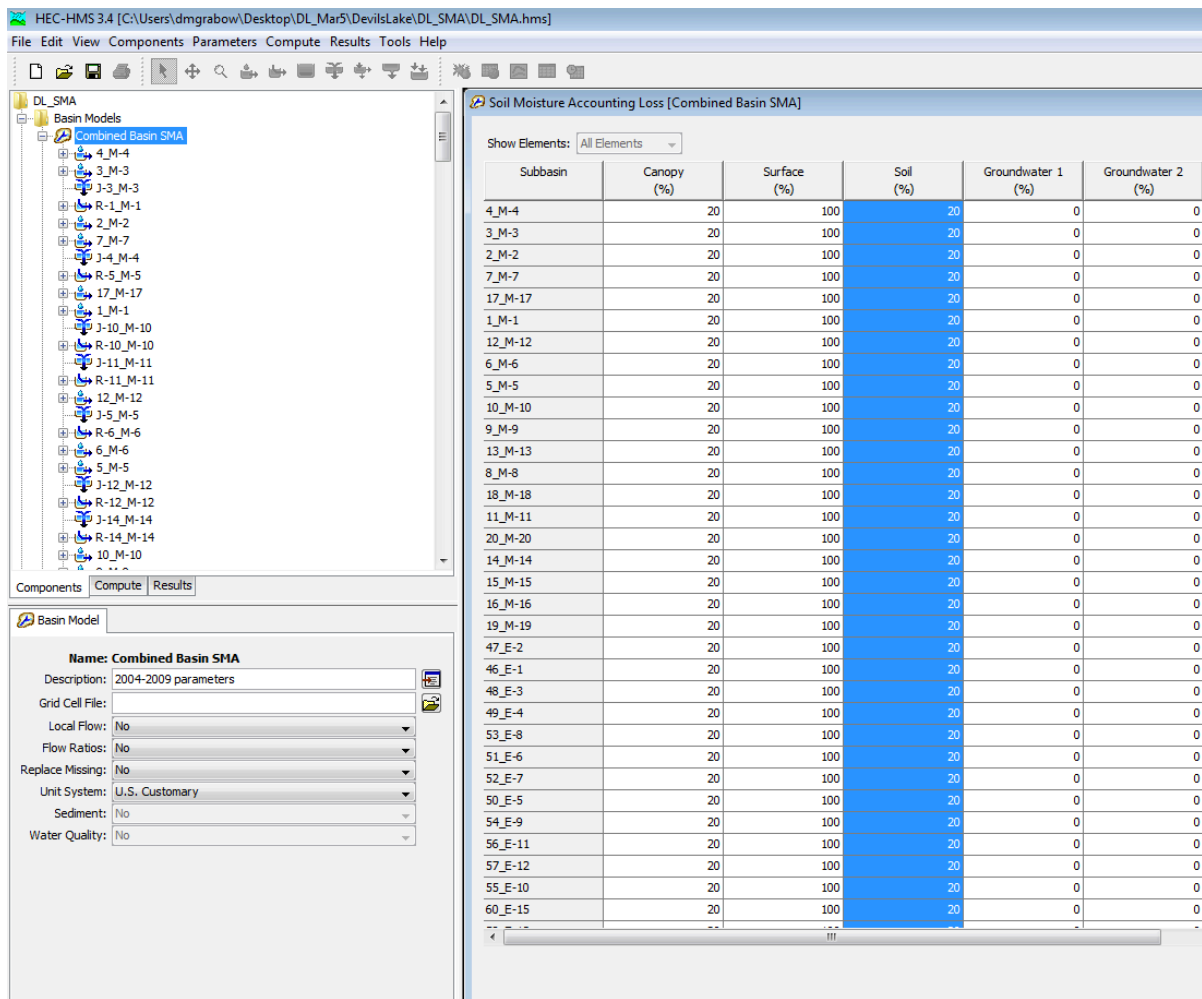 HEC-HMS 3.4 [C:\Users\dmgrabow\Desktop\DL_Mar5\DevilsLake\DL_SMA\DL_SMA.hms]
File Edit View Components Parameters Compute Results Tools Help
DL_SMA
Basin Models
Combined Basin SMA
4_M-4
3_M-3
J-3_M-3
R-1_M-1
2_M-2
7_M-7
J-4_M-4
R-5_M-5
17_M-17
1_M-1
J-10_M-10
R-10_M-10
J-11_M-11
R-11_M-11
12_M-12
J-5_M-5
R-6_M-6
6_M-6
5_M-5
J-12_M-12
R-12_M-12
J-14_M-14
R-14_M-14
10_M-10
Components Compute Results
Basin Model
Name: Combined Basin SMA
Description: 2004-2009 parameters
Grid Cell File:
Local Flow: No
Flow Ratios: No
Replace Missing: No
Unit System: U.S. Customary
Sediment: No
Water Quality: No
Soil Moisture Accounting Loss [Combined Basin SMA]
Show Elements: All Elements
Subbasin Canopy (%) Surface (%) Soil (%) Groundwater 1 (%) Groundwater 2 (%)
4_M-4 20 100 20 0 0
3_M-3 20 100 20 0 0
2_M-2 20 100 20 0 0
7_M-7 20 100 20 0 0
17_M-17 20 100 20 0 0
1_M-1 20 100 20 0 0
12_M-12 20 100 20 0 0
6_M-6 20 100 20 0 0
5_M-5 20 100 20 0 0
10_M-10 20 100 20 0 0
9_M-9 20 100 20 0 0
13_M-13 20 100 20 0 0
8_M-8 20 100 20 0 0
18_M-18 20 100 20 0 0
11_M-11 20 100 20 0 0
20_M-20 20 100 20 0 0
14_M-14 20 100 20 0 0
15_M-15 20 100 20 0 0
16_M-16 20 100 20 0 0
19_M-19 20 100 20 0 0
47_E-2 20 100 20 0 0
46_E-1 20 100 20 0 0
48_E-3 20 100 20 0 0
49_E-4 20 100 20 0 0
53_E-8 20 100 20 0 0
51_E-6 20 100 20 0 0
52_E-7 20 100 20 0 0
50_E-5 20 100 20 0 0
54_E-9 20 100 20 0 0
56_E-11 20 100 20 0 0
57_E-12 20 100 20 0 0
55_E-10 20 100 20 0 0
60_E-15 20 100 20 0 0